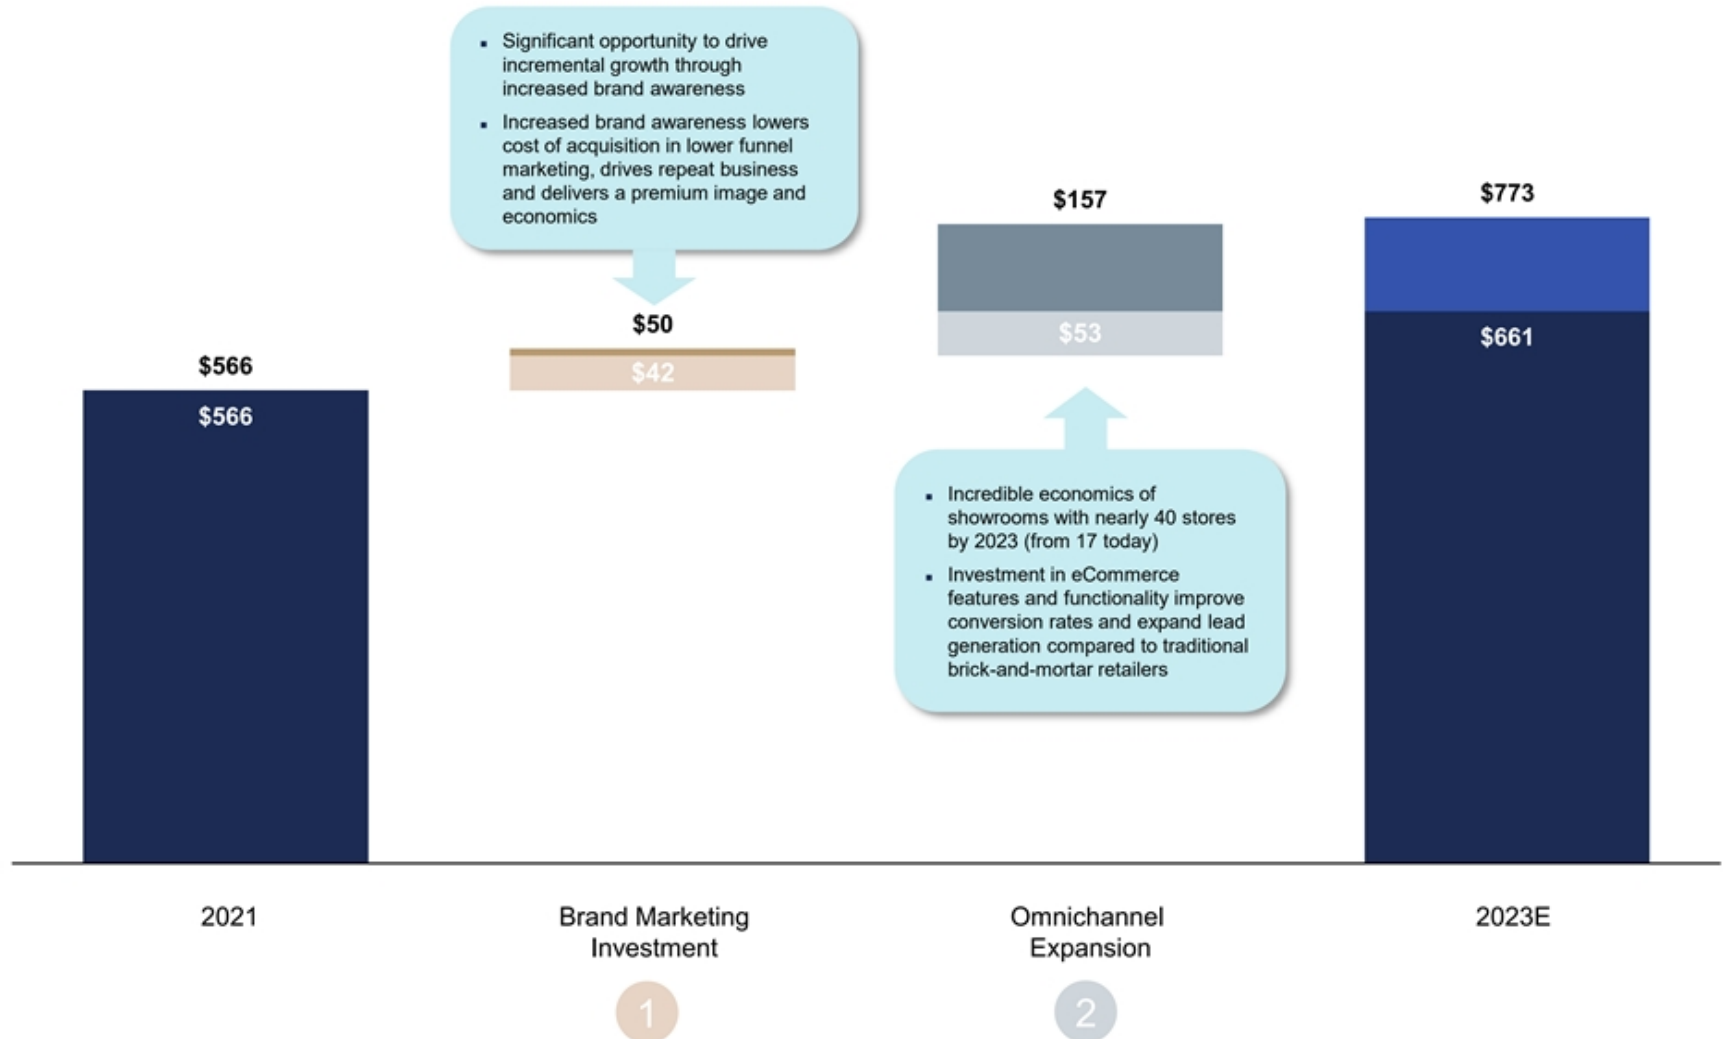 ▪ Significant opportunity to drive
incremental growth through
increased brand awareness
▪ Increased brand awareness lowers
cost of acquisition in lower funnel
marketing, drives repeat business
and delivers a premium image and
economics
$566
$566
$50
$42
$157
$53
$773
$661
▪ Incredible economics of
showrooms with nearly 40 stores
by 2023 (from 17 today)
▪ Investment in eCommerce
features and functionality improve
conversion rates and expand lead
generation compared to traditional
brick-and-mortar retailers
2021
Brand Marketing
Investment
1
Omnichannel
Expansion
2
2023E